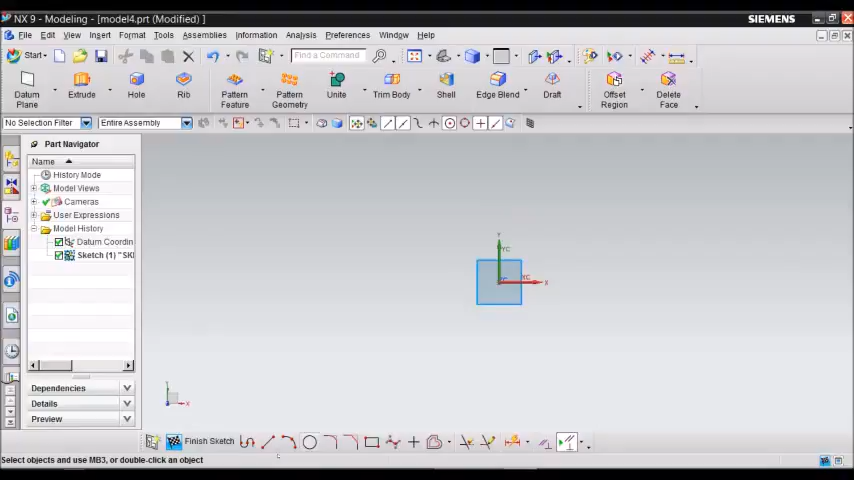 NX 9 - Modeling - [model4.prt (Modified) ]
SIEMENS
File Edit View Insert Format Tools Assemblies Information Analysis Preferences Window Help
Start
Find a Command
Datum Plane
Extrude
Hole
Rib
Pattern Feature
Pattern Geometry
Unite
Trim Body
Shell
Edge Blend
Draft
Offset Region
Delete Face
No Selection Filter
Entire Assembly
Part Navigator
Name
History Mode
Model Views
Cameras
User Expressions
Model History
Datum Coordin
Sketch (1) "SKI
Dependencies
Details
Preview
Y
YC
XC
X
Y
X
Finish Sketch
Select objects and use MB3, or double-click an object